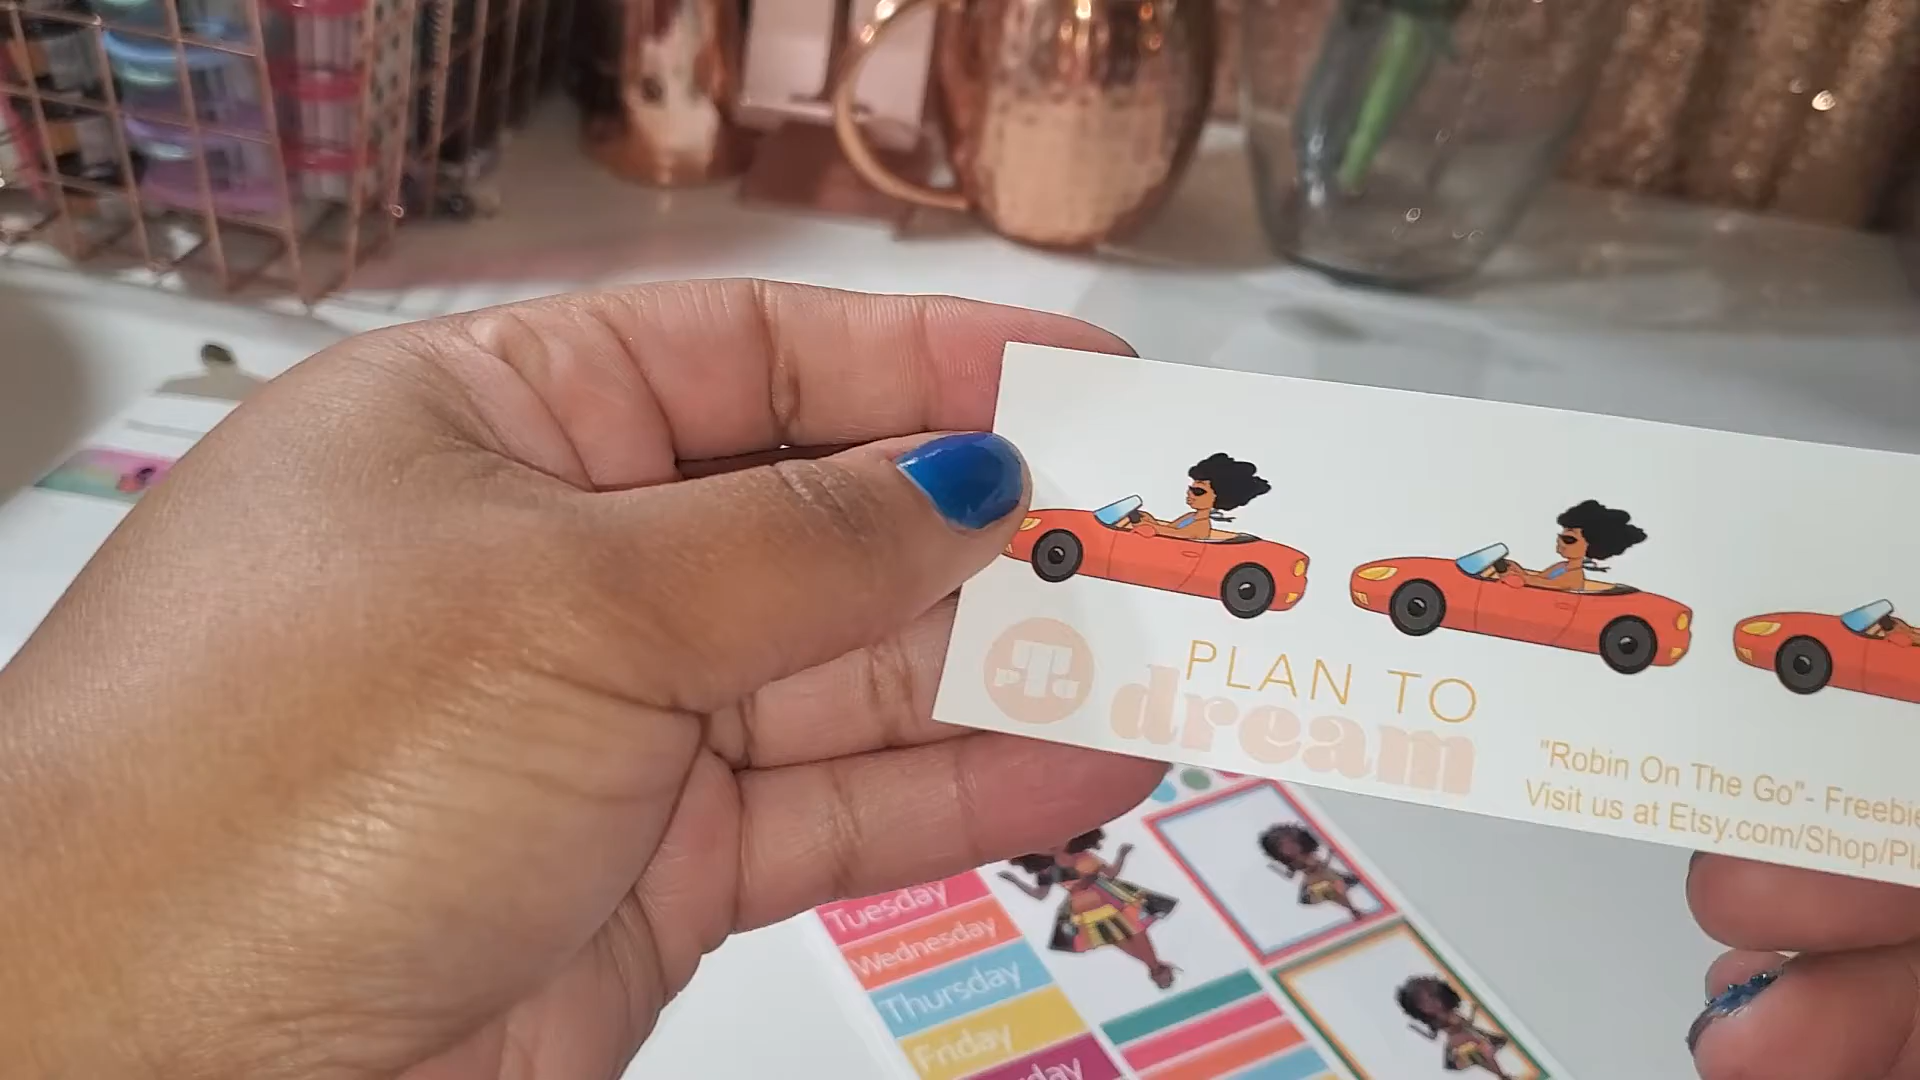 PLAN TO
dream
"Robin On The Go"- Freebie
Visit us at Etsy.com/Shop/Pl
Tuesday
Wednesday
Thursday
Friday